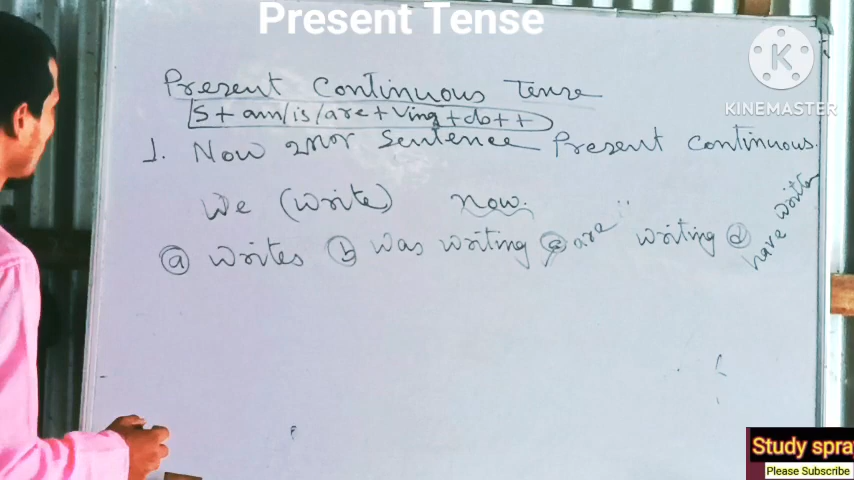 Present Tense
KINEMASTER
Present Continuous Tense
S + am/is/are + Ving + do + +
1. Now থাকলে Sentence Present Continuous.
We (write) now.
(a) writes (b) was writing (c) are writing (d) have written
Study spra
Please Subscribe